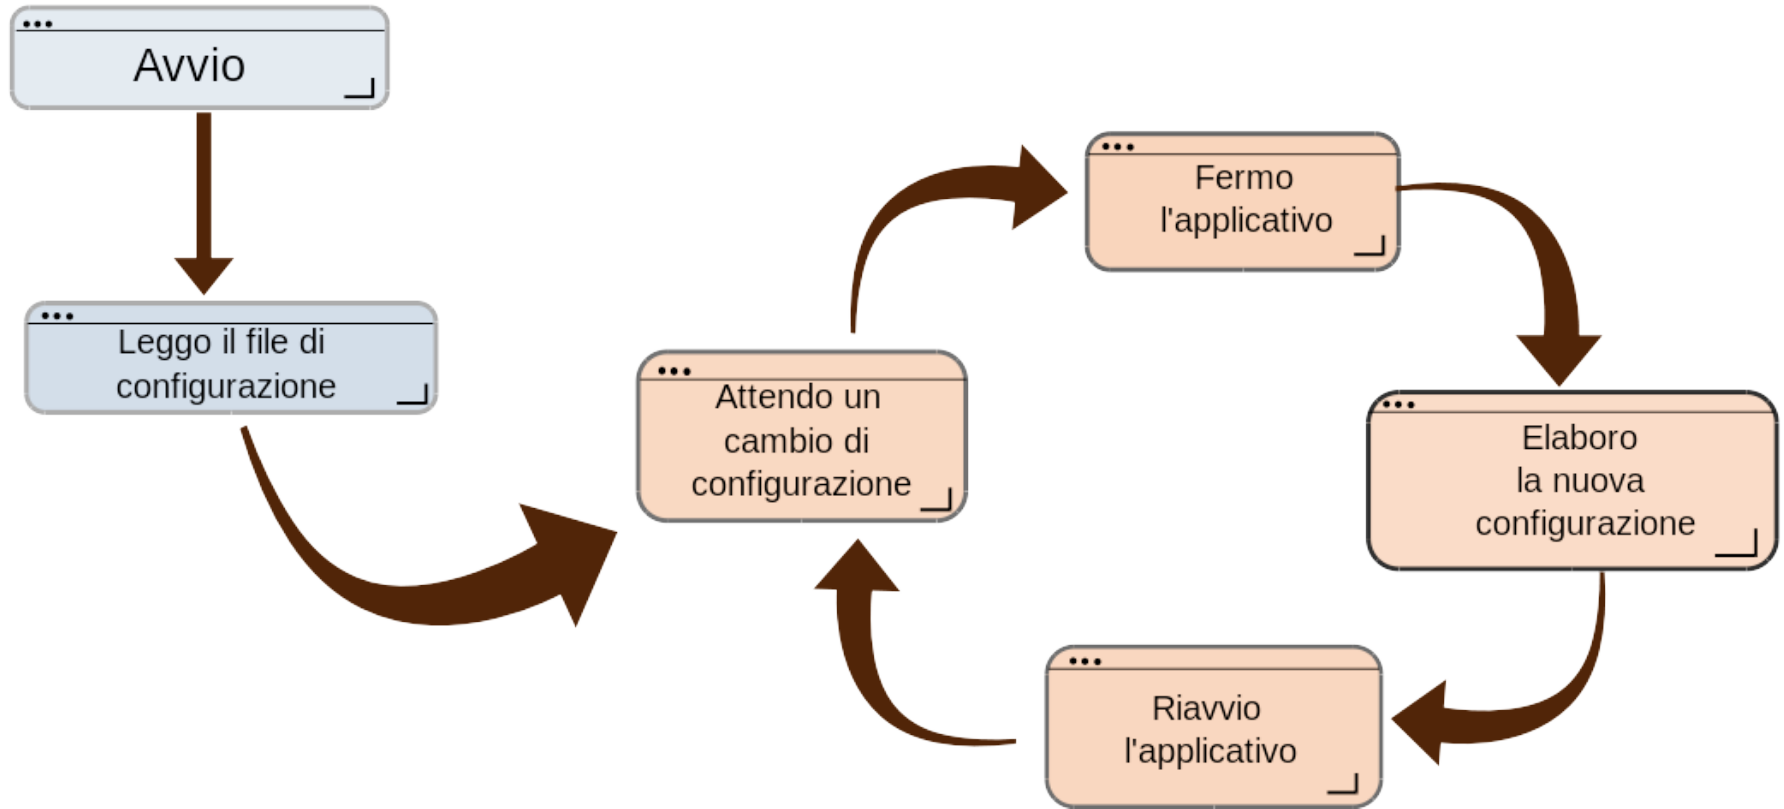 Avvio
Leggo il file di
configurazione
Attendo un
cambio di
configurazione
Fermo
l'applicativo
Elaboro
la nuova
configurazione
Riavvio
l'applicativo